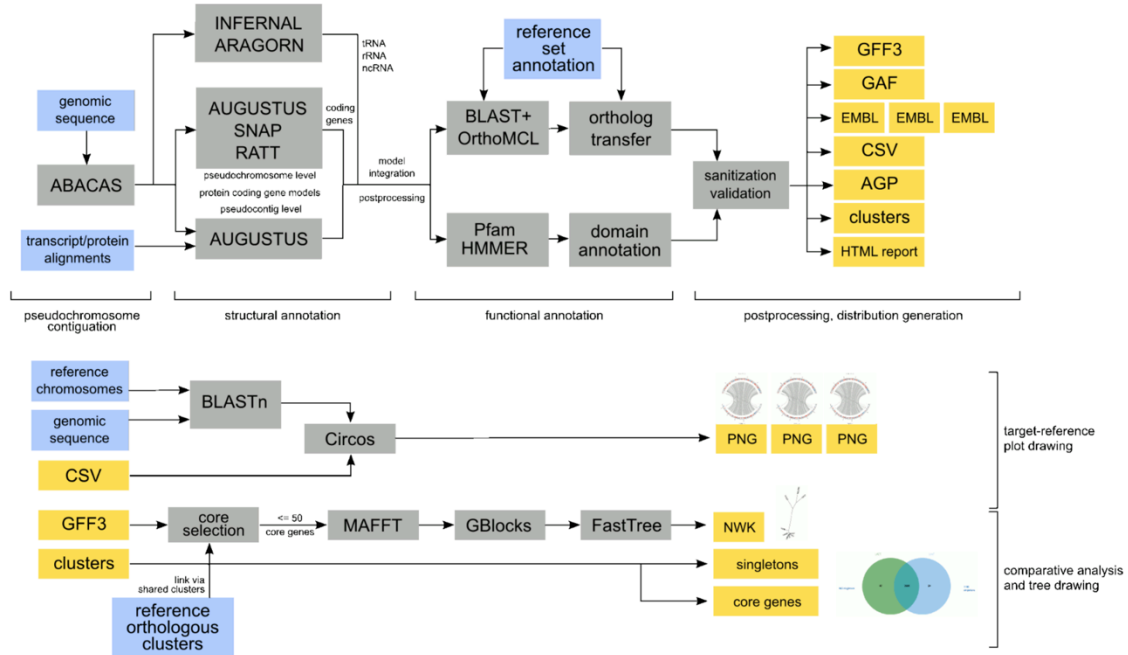 INFERNAL
ARAGORN
tRNA
rRNA
ncRNA
reference
set
annotation
GFF3
GAF
genomic
sequence
AUGUSTUS
SNAP
RATT
coding
genes
BLAST+
OrthoMCL
ortholog
transfer
EMBL EMBL EMBL
CSV
ABACAS
pseudochromosome level
protein coding gene models
pseudocontig level
model
integration
postprocessing
sanitization
validation
AGP
clusters
transcript/protein
alignments
AUGUSTUS
Pfam
HMMER
domain
annotation
HTML report
pseudochromosome
contiguation
structural annotation
functional annotation
postprocessing, distribution generation
reference
chromosomes
BLASTn
genomic
sequence
Circos
PNG PNG PNG
target-reference
plot drawing
CSV
GFF3
core
selection
<= 50
core genes
MAFFT
GBlocks
FastTree
NWK
clusters
link via
shared clusters
singletons
core genes
comparative analysis
and tree drawing
reference
orthologous
clusters